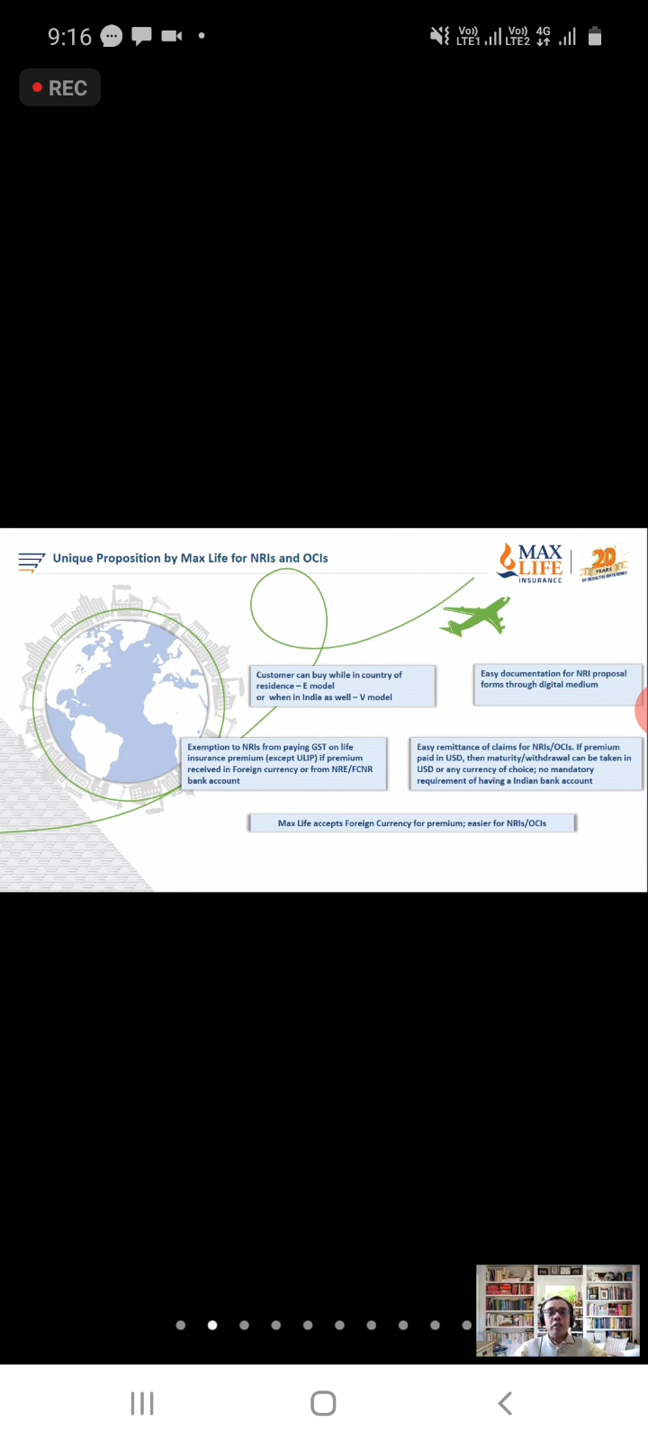 9:16
Vo)) LTE1 Vo)) LTE2 4G
REC
Unique Proposition by Max Life for NRIs and OCIs
MAX
LIFE
INSURANCE
20
YEARS
Customer can buy while in country of
residence – E model
or when in India as well – V model
Easy documentation for NRI proposal
forms through digital medium
Exemption to NRIs from paying GST on life
insurance premium (except ULIP) if premium
received in Foreign currency or from NRE/FCNR
bank account
Easy remittance of claims for NRIs/OCIs. If premium
paid in USD, then maturity/withdrawal can be taken in
USD or any currency of choice; no mandatory
requirement of having a Indian bank account
Max Life accepts Foreign Currency for premium; easier for NRIs/OCIs